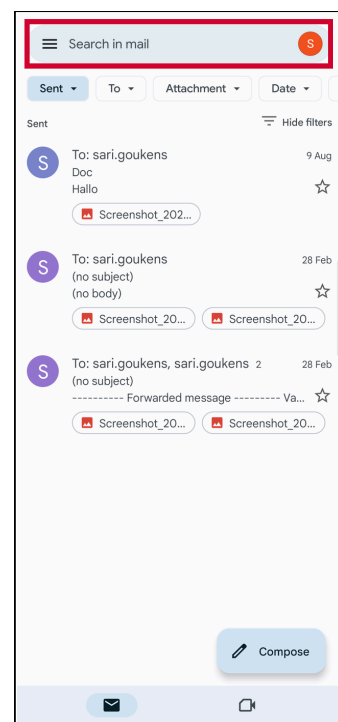 Search in mail
S
Sent To Attachment Date
Sent Hide filters
S
To: sari.goukens 9 Aug
Doc
Hallo
Screenshot_202...
S
To: sari.goukens 28 Feb
(no subject)
(no body)
Screenshot_20... Screenshot_20...
S
To: sari.goukens, sari.goukens 2 28 Feb
(no subject)
---------- Forwarded message --------- Va...
Screenshot_20... Screenshot_20...
Compose